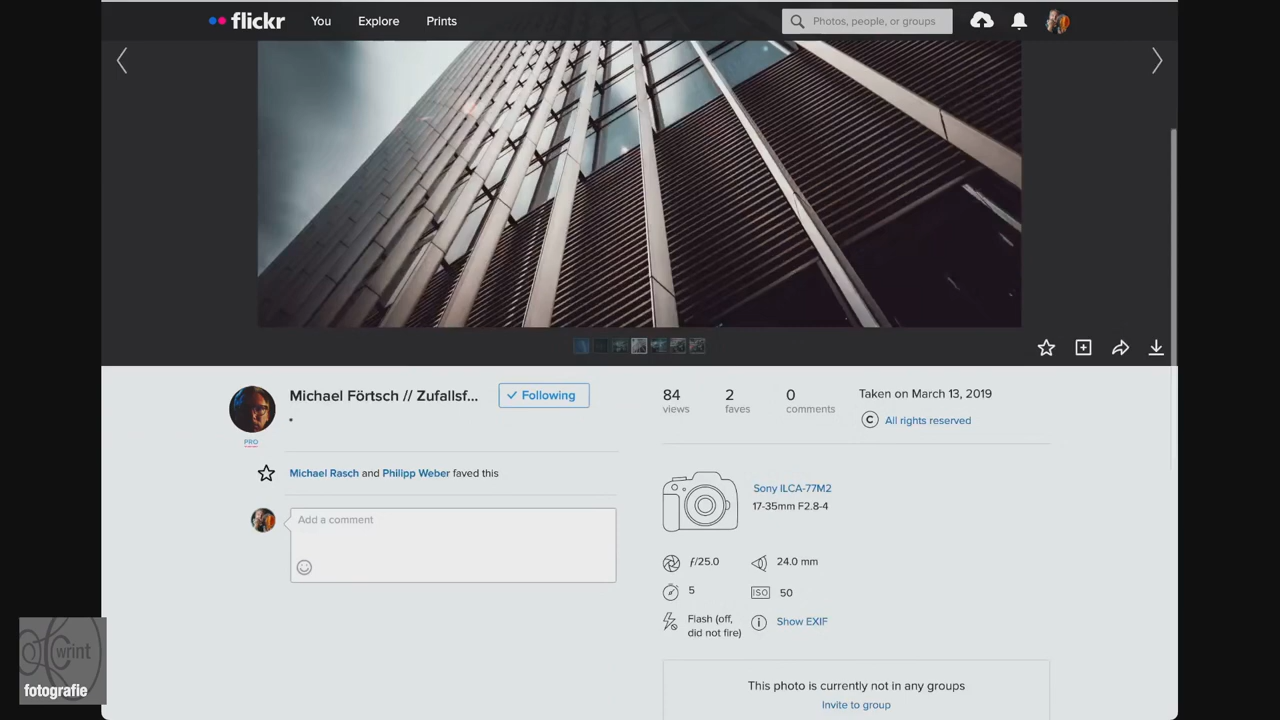 flickr You Explore Prints Photos, people, or groups
Michael Förtsch // Zufallsf... Following
PRO
Michael Rasch and Philipp Weber faved this
Add a comment
84 2 0
views faves comments
Taken on March 13, 2019
C All rights reserved
Sony ILCA-77M2
17-35mm F2.8-4
ƒ/25.0 24.0 mm
5 ISO 50
Flash (off, Show EXIF
did not fire)
This photo is currently not in any groups
Invite to group
wrint
fotografie